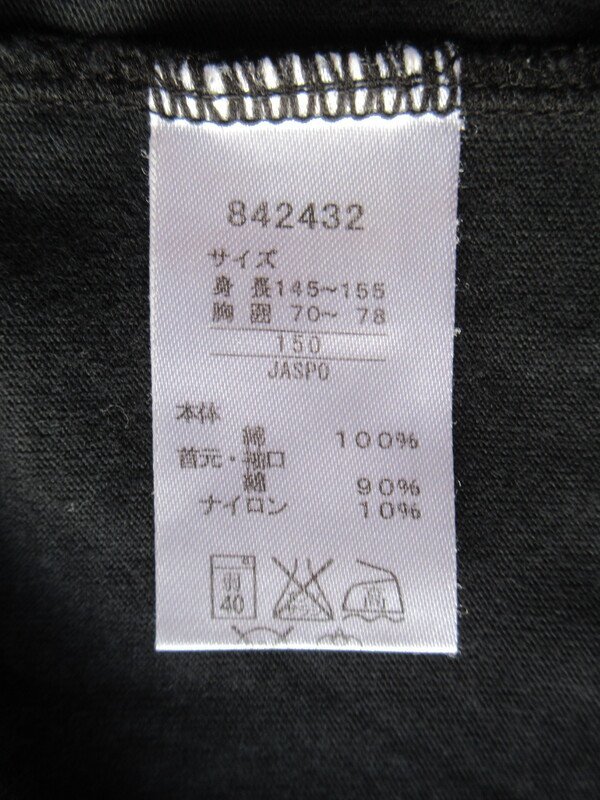 842432
サイズ
身 長145~155
胸 囲 70~ 78
150
JASPO
本体
綿 100%
首元・袖口
綿 90%
ナイロン 10%
弱
40
高